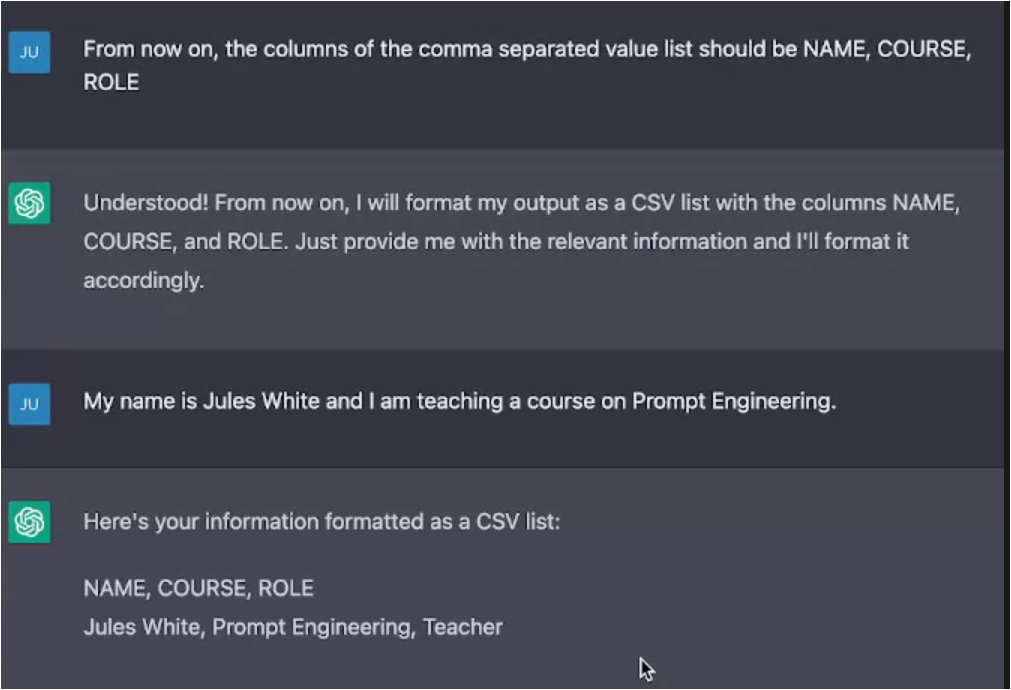 JU
From now on, the columns of the comma separated value list should be NAME, COURSE,
ROLE
Understood! From now on, I will format my output as a CSV list with the columns NAME,
COURSE, and ROLE. Just provide me with the relevant information and I'll format it
accordingly.
JU
My name is Jules White and I am teaching a course on Prompt Engineering.
Here's your information formatted as a CSV list:
NAME, COURSE, ROLE
Jules White, Prompt Engineering, Teacher